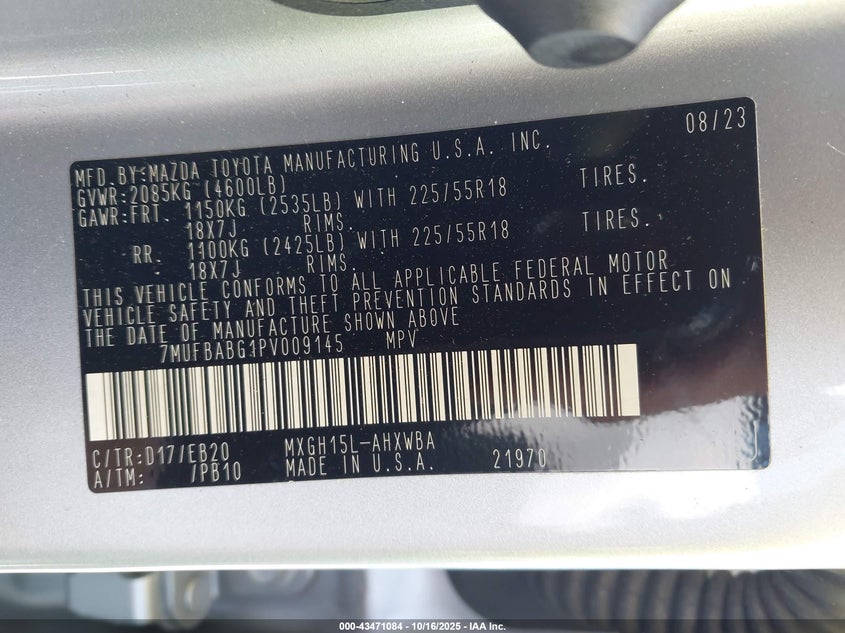 08/23
MFD.BY:MAZDA TOYOTA MANUFACTURING U.S.A. INC.
GVWR:2085KG (4600LB)
GAWR:FRT. 1150KG (2535LB) WITH 225/55R18 TIRES.
18X7J RIMS.
RR. 1100KG (2425LB) WITH 225/55R18 TIRES.
18X7J RIMS.
THIS VEHICLE CONFORMS TO ALL APPLICABLE FEDERAL MOTOR
VEHICLE SAFETY AND THEFT PREVENTION STANDARDS IN EFFECT ON
THE DATE OF MANUFACTURE SHOWN ABOVE
7MUFBABG1PV009145 MPV
C/TR:D17/EB20 MXGH15L-AHXWBA
A/TM: /PB10 MADE IN U.S.A. 21970 J
000-43471084 - 10/16/2025 - IAA Inc.